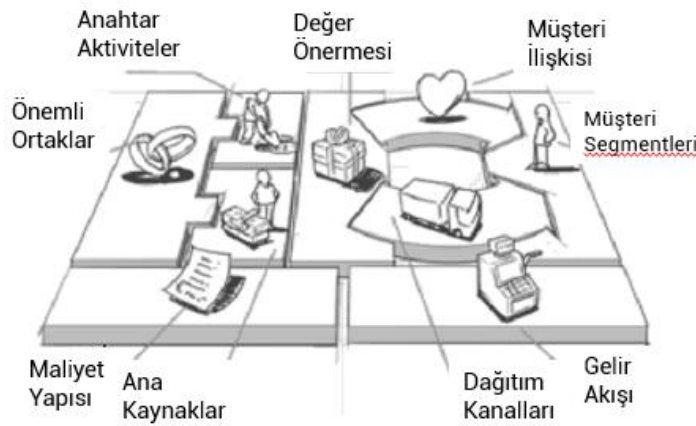 Anahtar
Aktiviteler
Değer
Önermesi
Müşteri
İlişkisi
Önemli
Ortaklar
Müşteri
Segmentleri
Maliyet
Yapısı
Ana
Kaynaklar
Dağıtım
Kanalları
Gelir
Akışı